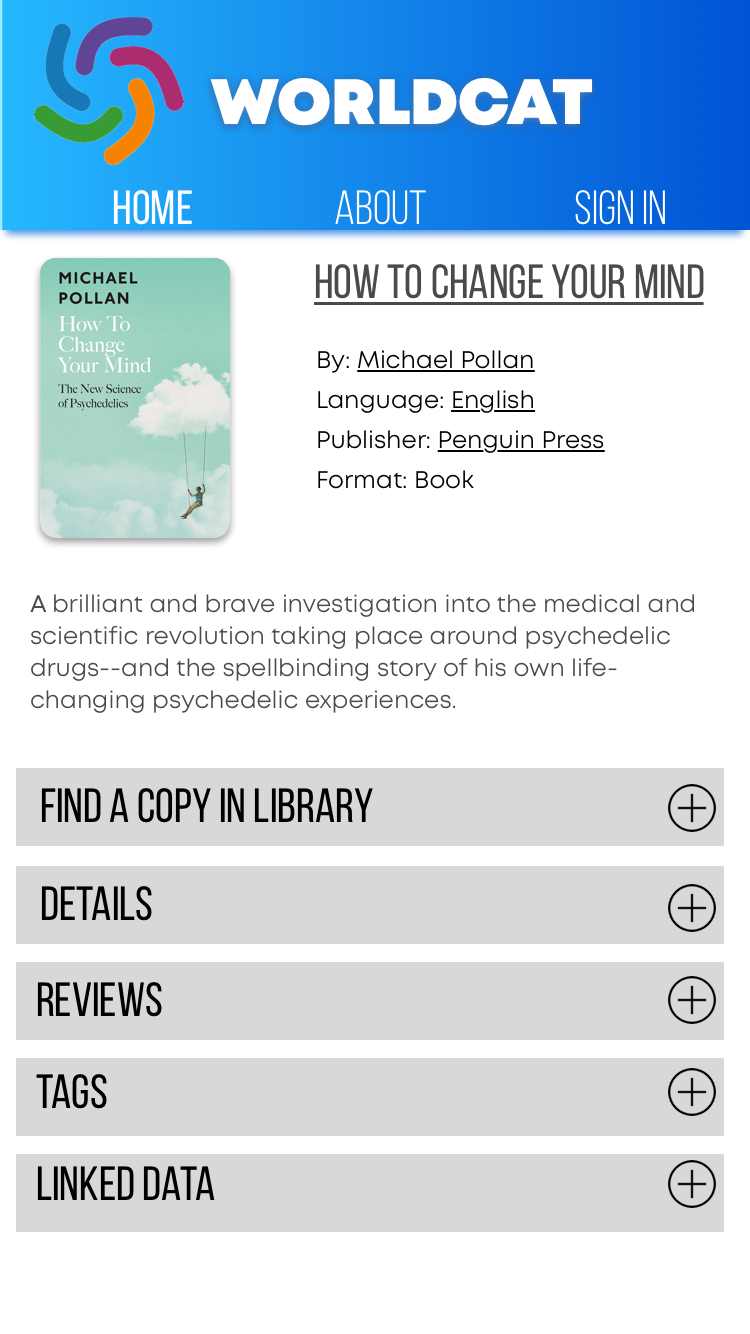 WORLDCAT
HOME ABOUT SIGN IN
MICHAEL
POLLAN
How To
Change
Your Mind
The New Science
of Psychedelics
HOW TO CHANGE YOUR MIND
By: Michael Pollan
Language: English
Publisher: Penguin Press
Format: Book
A brilliant and brave investigation into the medical and
scientific revolution taking place around psychedelic
drugs--and the spellbinding story of his own life-
changing psychedelic experiences.
FIND A COPY IN LIBRARY
DETAILS
REVIEWS
TAGS
LINKED DATA